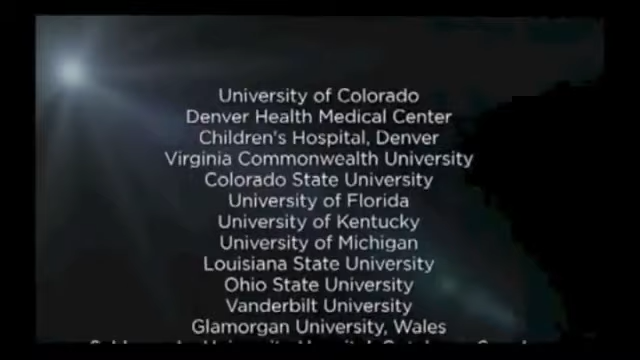 University of Colorado
Denver Health Medical Center
Children's Hospital, Denver
Virginia Commonwealth University
Colorado State University
University of Florida
University of Kentucky
University of Michigan
Louisiana State University
Ohio State University
Vanderbilt University
Glamorgan University, Wales